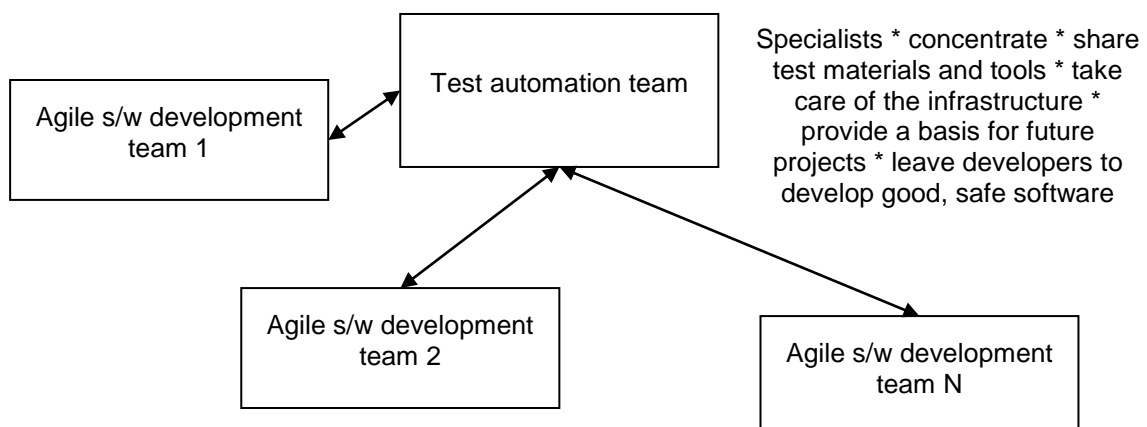 Specialists * concentrate * share
test materials and tools * take
care of the infrastructure *
provide a basis for future
projects * leave developers to
develop good, safe software
Test automation team
Agile s/w development
team 1
Agile s/w development
team 2
Agile s/w development
team N